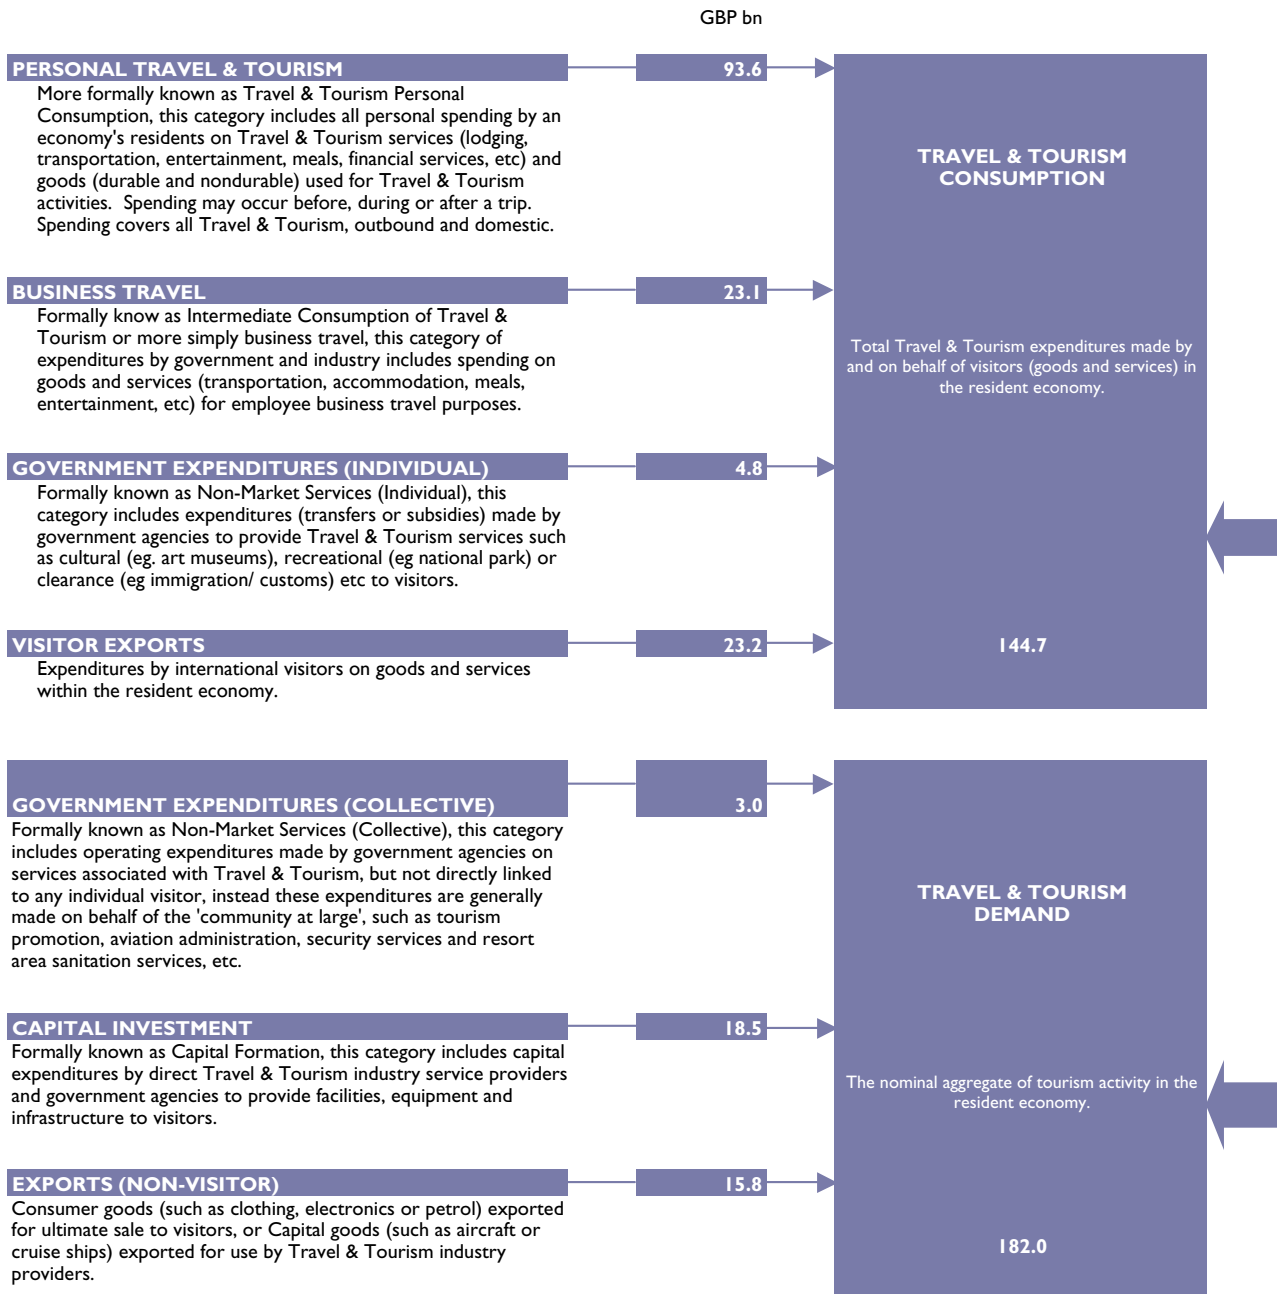 GBP bn
PERSONAL TRAVEL & TOURISM
93.6
More formally known as Travel & Tourism Personal
Consumption, this category includes all personal spending by an
economy's residents on Travel & Tourism services (lodging,
transportation, entertainment, meals, financial services, etc) and
goods (durable and nondurable) used for Travel & Tourism
activities. Spending may occur before, during or after a trip.
Spending covers all Travel & Tourism, outbound and domestic.
BUSINESS TRAVEL
23.1
Formally know as Intermediate Consumption of Travel &
Tourism or more simply business travel, this category of
expenditures by government and industry includes spending on
goods and services (transportation, accommodation, meals,
entertainment, etc) for employee business travel purposes.
GOVERNMENT EXPENDITURES (INDIVIDUAL)
4.8
Formally known as Non-Market Services (Individual), this
category includes expenditures (transfers or subsidies) made by
government agencies to provide Travel & Tourism services such
as cultural (eg. art museums), recreational (eg national park) or
clearance (eg immigration/ customs) etc to visitors.
VISITOR EXPORTS
23.2
Expenditures by international visitors on goods and services
within the resident economy.
TRAVEL & TOURISM
CONSUMPTION
Total Travel & Tourism expenditures made by
and on behalf of visitors (goods and services) in
the resident economy.
144.7
GOVERNMENT EXPENDITURES (COLLECTIVE)
3.0
Formally known as Non-Market Services (Collective), this category
includes operating expenditures made by government agencies on
services associated with Travel & Tourism, but not directly linked
to any individual visitor, instead these expenditures are generally
made on behalf of the 'community at large', such as tourism
promotion, aviation administration, security services and resort
area sanitation services, etc.
CAPITAL INVESTMENT
18.5
Formally known as Capital Formation, this category includes capital
expenditures by direct Travel & Tourism industry service providers
and government agencies to provide facilities, equipment and
infrastructure to visitors.
EXPORTS (NON-VISITOR)
15.8
Consumer goods (such as clothing, electronics or petrol) exported
for ultimate sale to visitors, or Capital goods (such as aircraft or
cruise ships) exported for use by Travel & Tourism industry
providers.
TRAVEL & TOURISM
DEMAND
The nominal aggregate of tourism activity in the
resident economy.
182.0